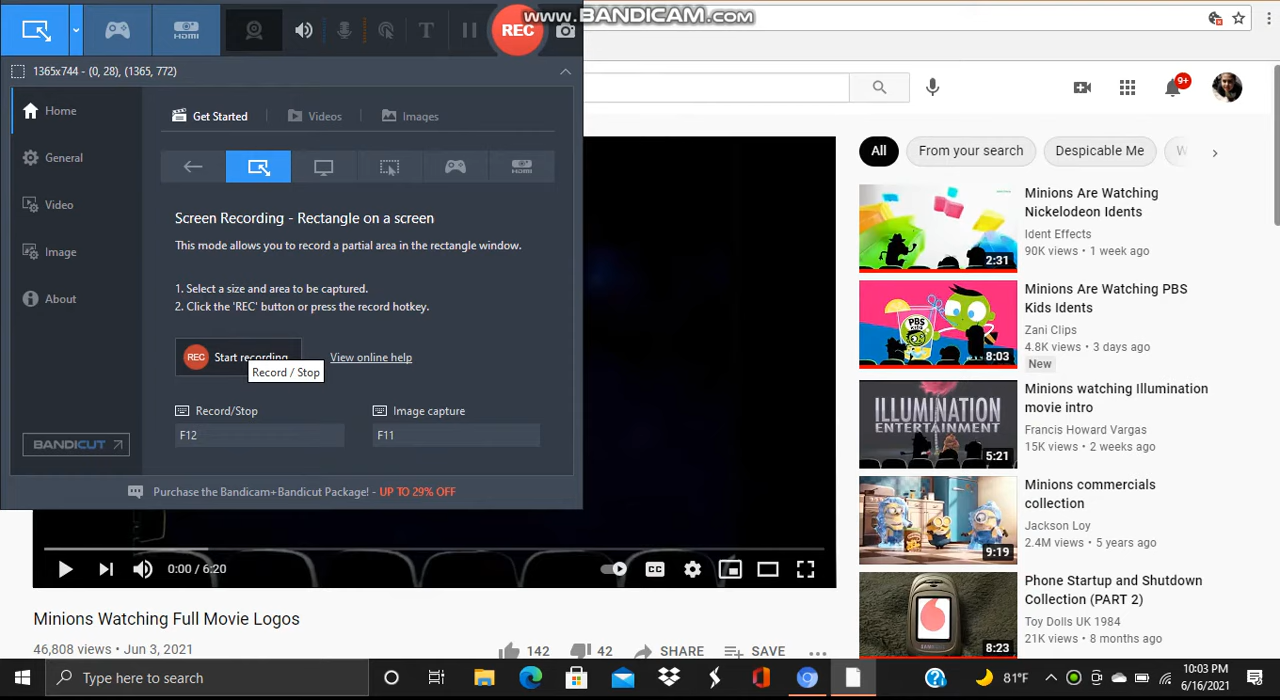 www.BANDICAM.com
HDMI
REC
1365x744 - (0, 28), (1365, 772)
Home
General
Video
Image
About
BANDICUT
Get Started
Videos
Images
HDMI
Screen Recording - Rectangle on a screen
This mode allows you to record a partial area in the rectangle window.
1. Select a size and area to be captured.
2. Click the 'REC' button or press the record hotkey.
REC Start recording
View online help
Record / Stop
Record/Stop
Image capture
F12
F11
Purchase the Bandicam+Bandicut Package! - UP TO 29% OFF
0:00 / 6:20
CC
Minions Watching Full Movie Logos
46,808 views • Jun 3, 2021
142
42
SHARE
SAVE
9+
All
From your search
Despicable Me
W
Minions Are Watching
Nickelodeon Idents
Ident Effects
90K views • 1 week ago
2:31
Minions Are Watching PBS
Kids Idents
Zani Clips
4.8K views • 3 days ago
New
PBS
KIDS
8:03
Minions watching Illumination
movie intro
Francis Howard Vargas
15K views • 2 weeks ago
ILLUMINATION
ENTERTAINMENT
5:21
Minions commercials
collection
Jackson Loy
2.4M views • 5 years ago
9:19
Phone Startup and Shutdown
Collection (PART 2)
Toy Dolls UK 1984
21K views • 8 months ago
8:23
Type here to search
81°F
10:03 PM
6/16/2021